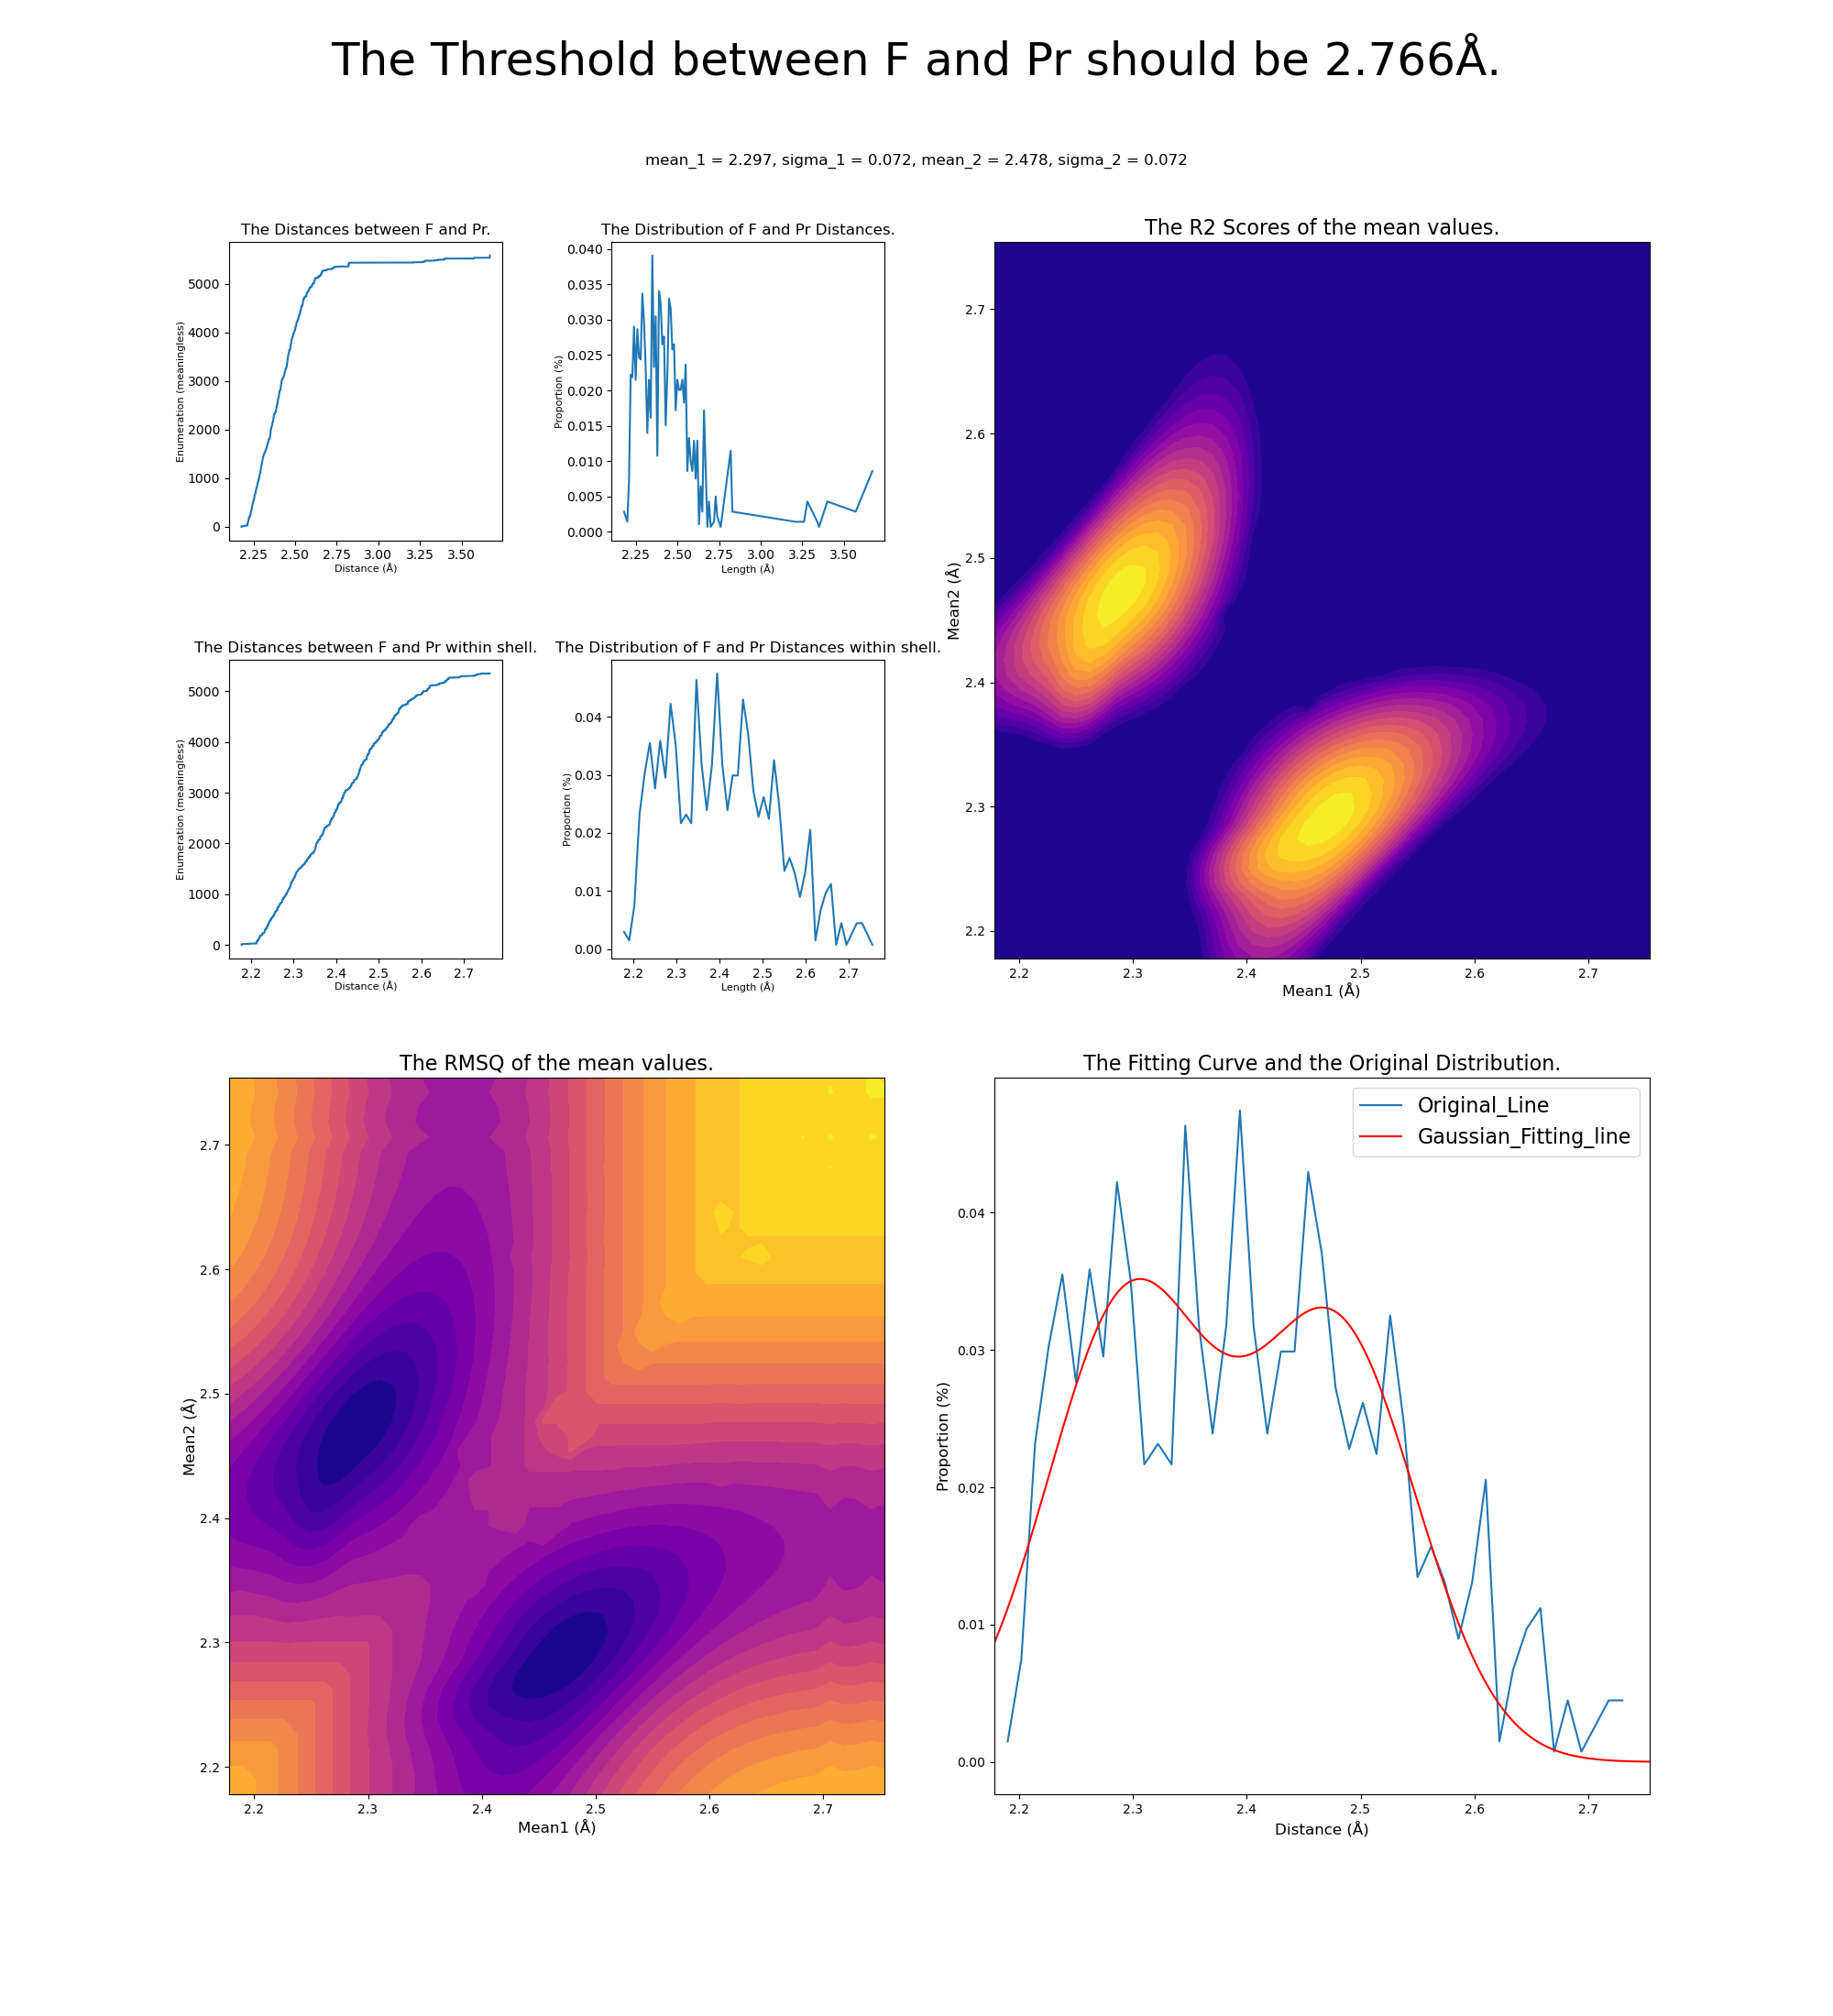 The Threshold between F and Pr should be 2.766Å.
mean_1 = 2.297, sigma_1 = 0.072, mean_2 = 2.478, sigma_2 = 0.072
The Distances between F and Pr.
Enumeration (meaningless)
5000
4000
3000
2000
1000
0
2.25 2.50 2.75 3.00 3.25 3.50
Distance (Å)
The Distribution of F and Pr Distances.
Proportion (%)
0.040
0.035
0.030
0.025
0.020
0.015
0.010
0.005
0.000
2.25 2.50 2.75 3.00 3.25 3.50
Length (Å)
The R2 Scores of the mean values.
Mean2 (Å)
2.7
2.6
2.5
2.4
2.3
2.2
2.2 2.3 2.4 2.5 2.6 2.7
Mean1 (Å)
The Distances between F and Pr within shell.
Enumeration (meaningless)
5000
4000
3000
2000
1000
0
2.2 2.3 2.4 2.5 2.6 2.7
Distance (Å)
The Distribution of F and Pr Distances within shell.
Proportion (%)
0.04
0.03
0.02
0.01
0.00
2.2 2.3 2.4 2.5 2.6 2.7
Length (Å)
The RMSQ of the mean values.
Mean2 (Å)
2.7
2.6
2.5
2.4
2.3
2.2
2.2 2.3 2.4 2.5 2.6 2.7
Mean1 (Å)
The Fitting Curve and the Original Distribution.
Original_Line
Gaussian_Fitting_line
Proportion (%)
0.04
0.03
0.02
0.01
0.00
2.2 2.3 2.4 2.5 2.6 2.7
Distance (Å)